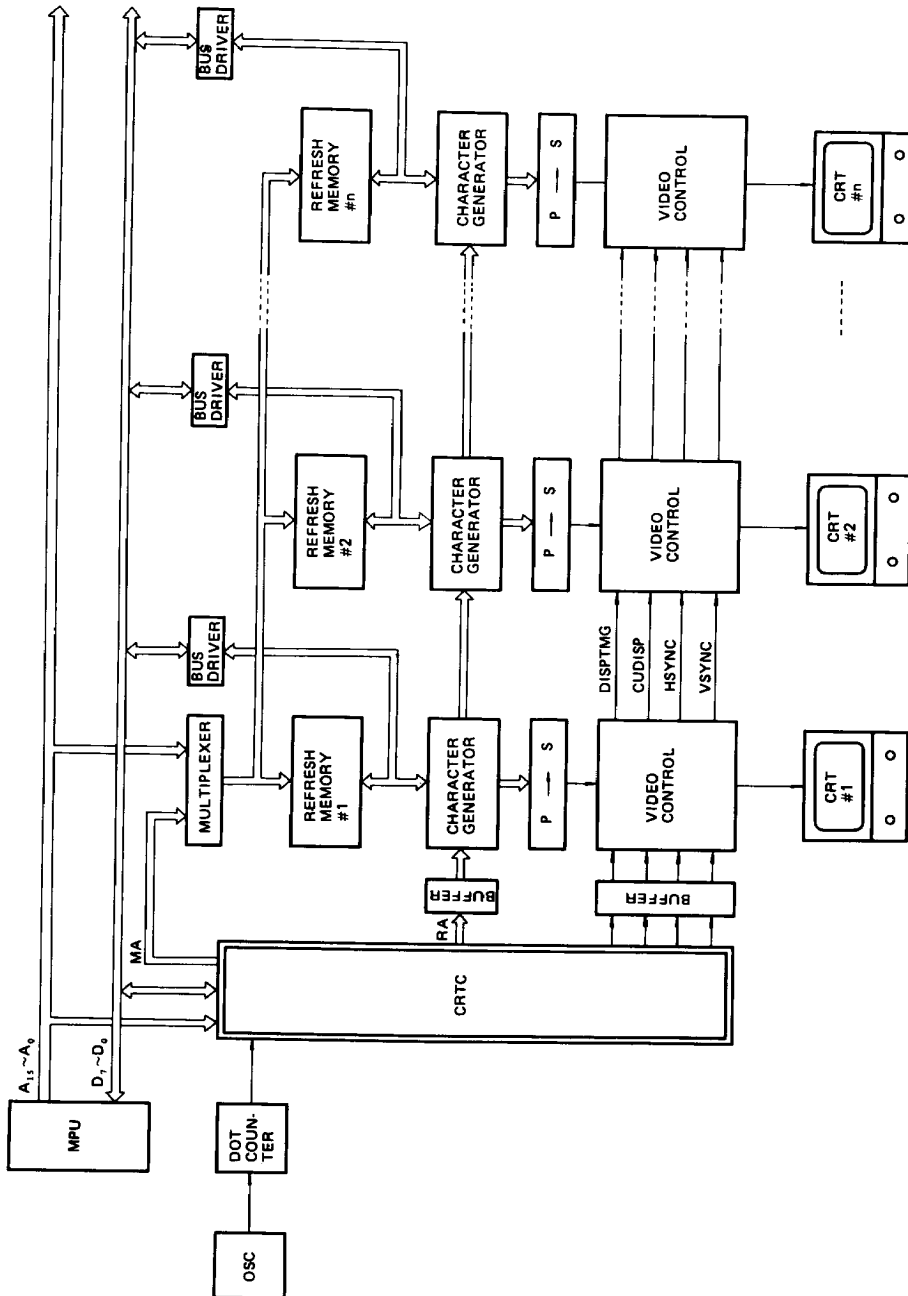 MPU
A₁₅~A₀
D₇~D₀
OSC
DOT
COUN-
TER
CRTC
MA
RA
BUFFER
BUFFER
MULTIPLEXER
BUS
DRIVER
REFRESH
MEMORY
#1
CHARACTER
GENERATOR
P S
VIDEO
CONTROL
CRT
#1
DISPTMG
CUDISP
HSYNC
VSYNC
BUS
DRIVER
REFRESH
MEMORY
#2
CHARACTER
GENERATOR
P S
VIDEO
CONTROL
CRT
#2
BUS
DRIVER
REFRESH
MEMORY
#n
CHARACTER
GENERATOR
P S
VIDEO
CONTROL
CRT
#n